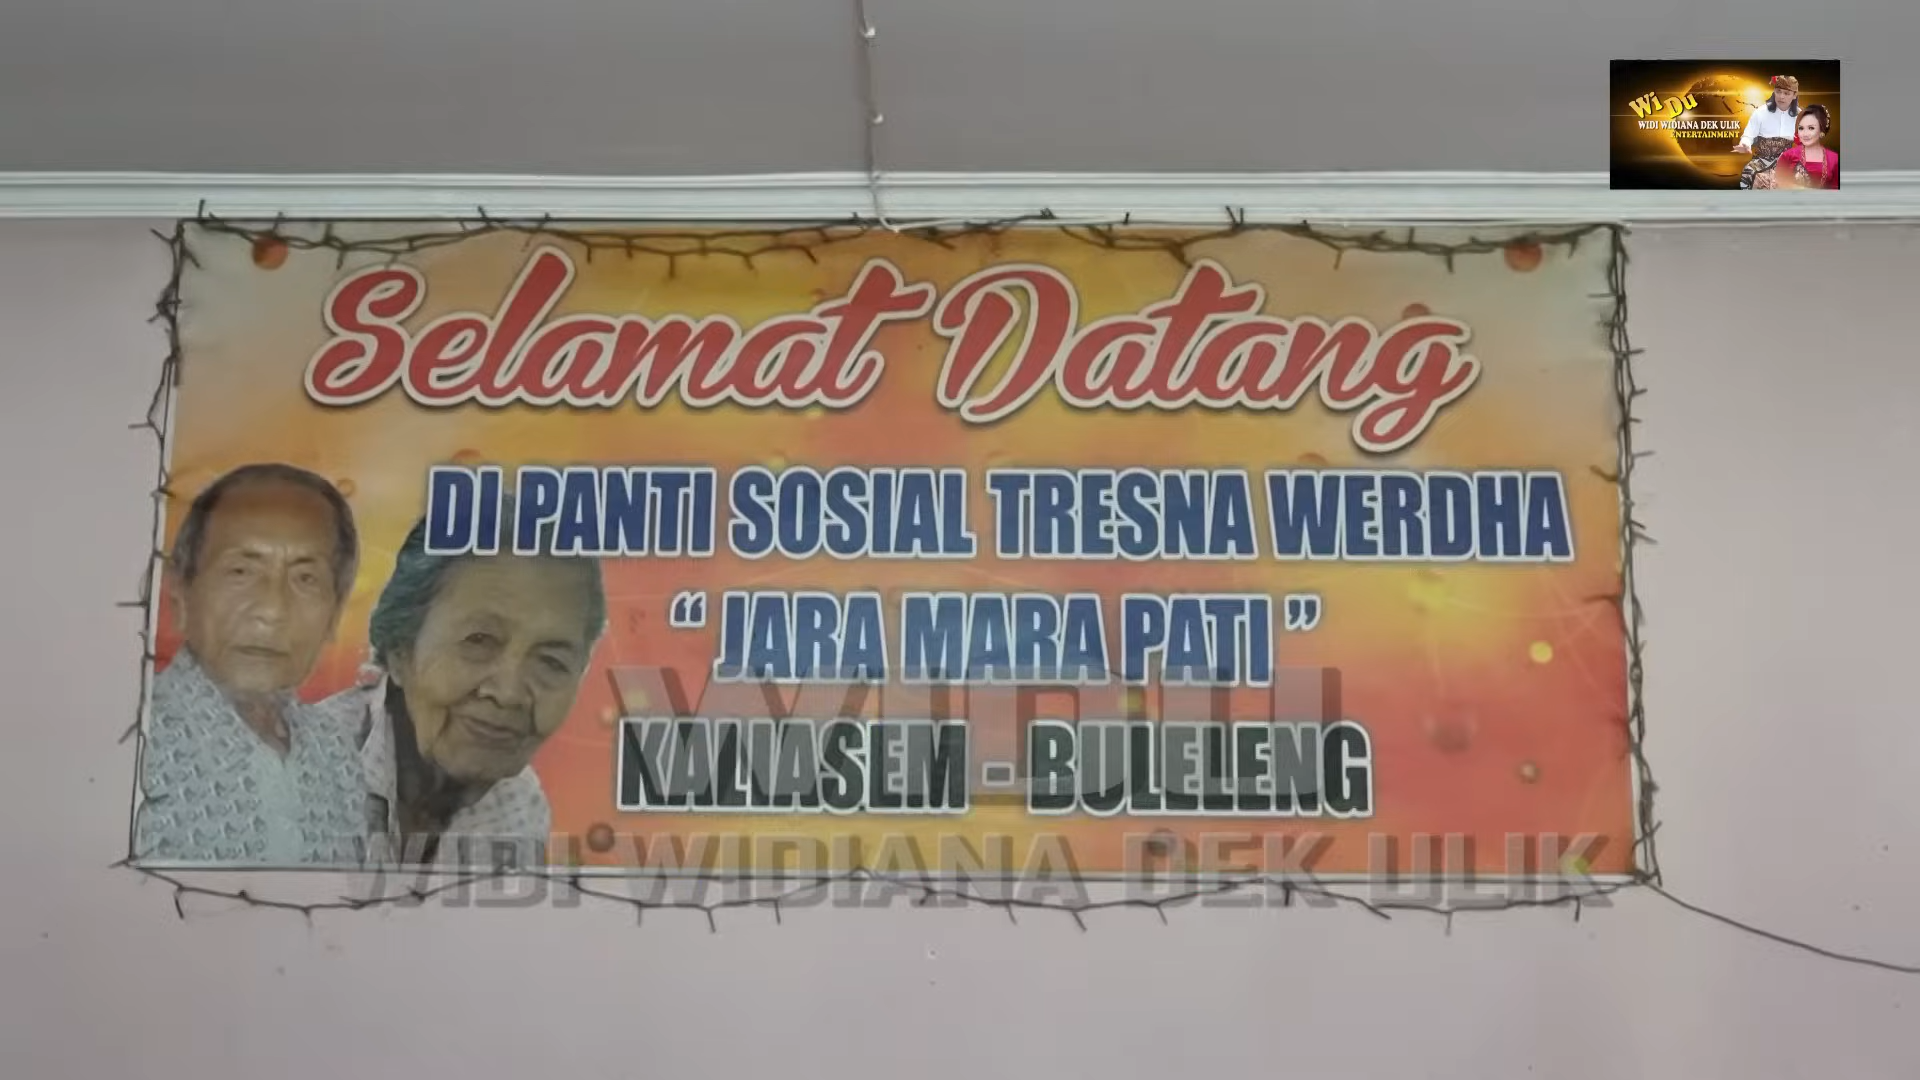 Wi Du
WIDI WIDIANA DEK ULIK
ENTERTAINMENT
Selamat Datang
DI PANTI SOSIAL TRESNA WERDHA
“ JARA MARA PATI ”
KALIASEM - BULELENG
WIDU
WIDI WIDIANA DEK ULIK